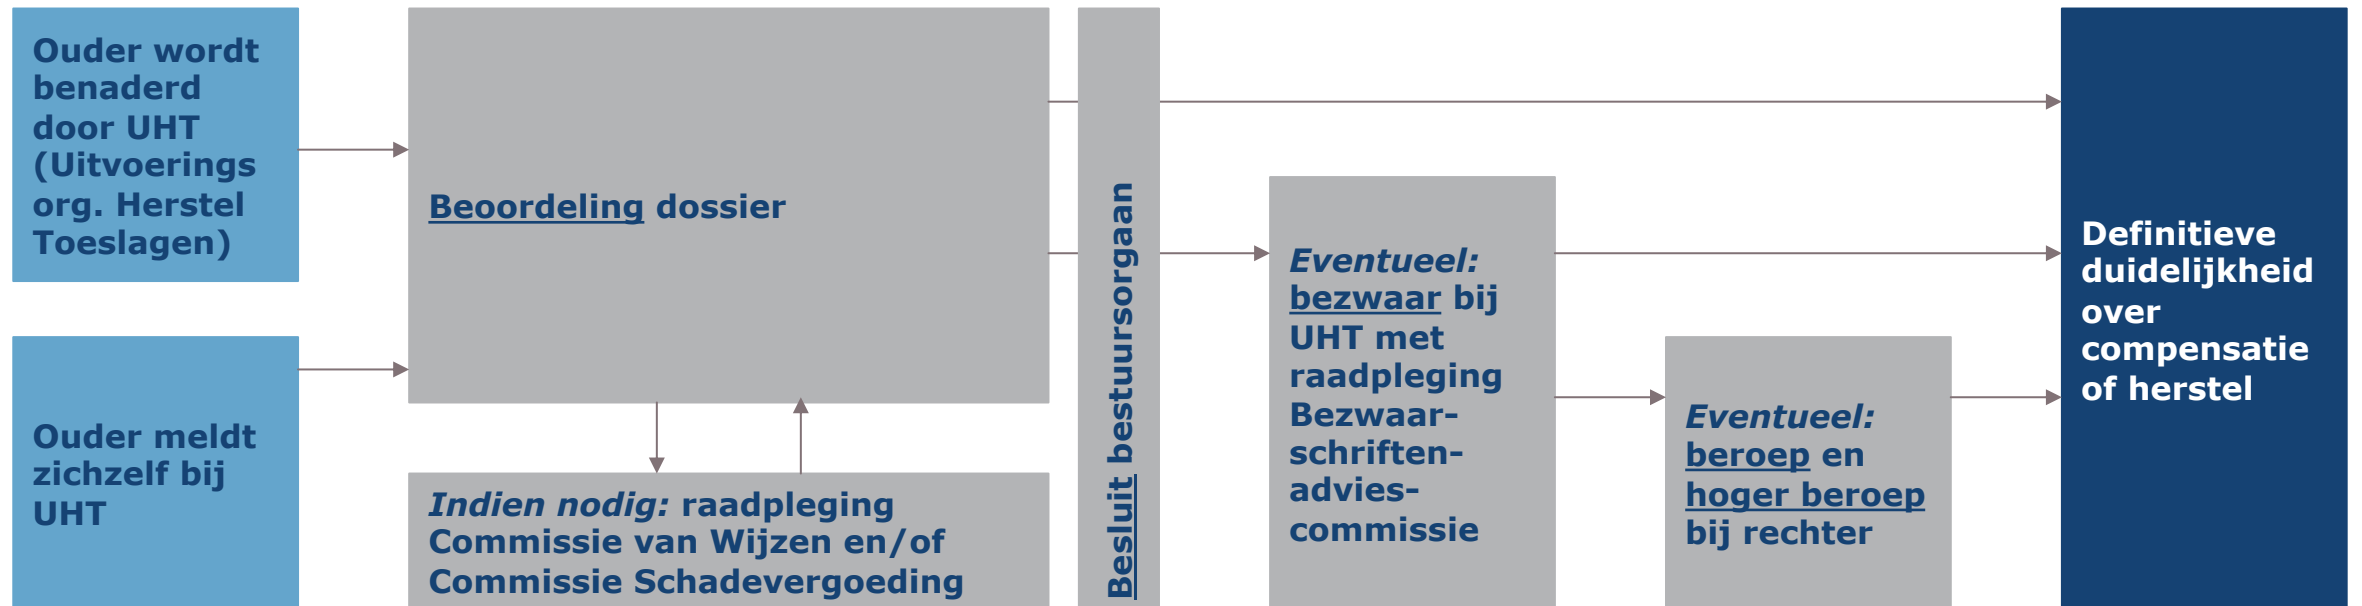 Ouder wordt
benaderd
door UHT
(Uitvoerings
org. Herstel
Toeslagen)
Ouder meldt
zichzelf bij
UHT
Beoordeling dossier
Indien nodig: raadpleging
Commissie van Wijzen en/of
Commissie Schadevergoeding
Besluit bestuursorgaan
Eventueel:
bezwaar bij
UHT met
raadpleging
Bezwaar-
schriften-
advies-
commissie
Eventueel:
beroep en
hoger beroep
bij rechter
Definitieve
duidelijkheid
over
compensatie
of herstel